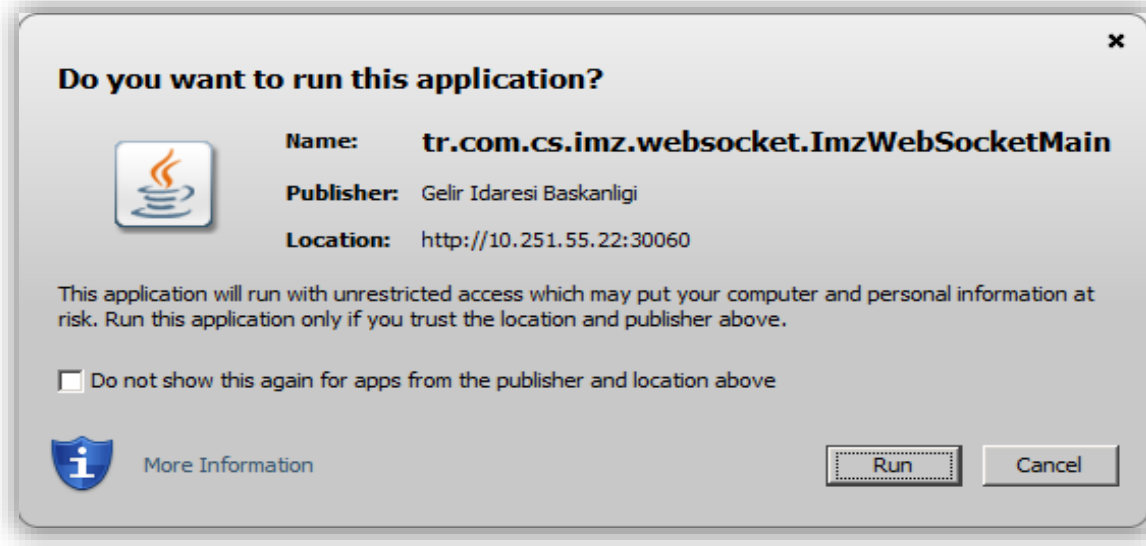 Do you want to run this application?
Name: tr.com.cs.imz.websocket.ImzWebSocketMain
Publisher: Gelir Idaresi Baskanligi
Location: http://10.251.55.22:30060
This application will run with unrestricted access which may put your computer and personal information at
risk. Run this application only if you trust the location and publisher above.
Do not show this again for apps from the publisher and location above
More Information
Run
Cancel